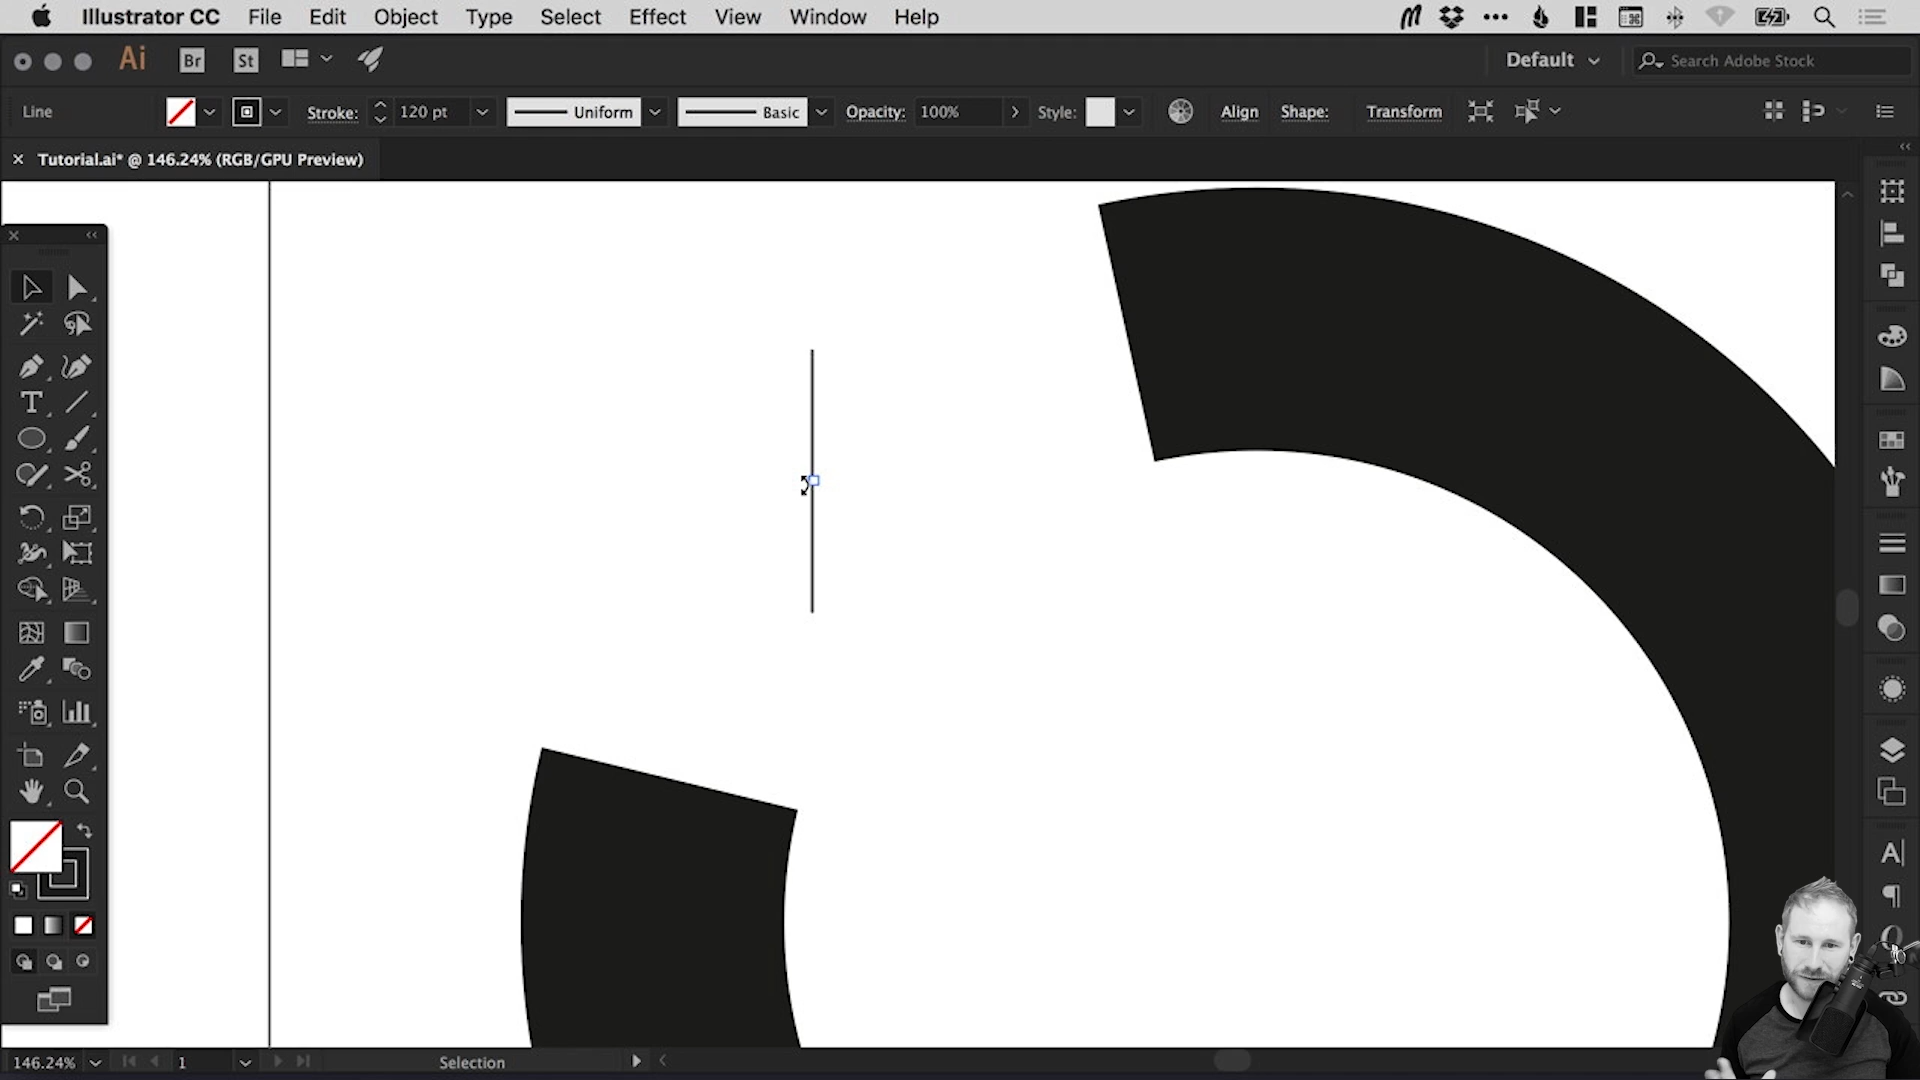 Illustrator CC File Edit Object Type Select Effect View Window Help
Ai Br St Default Search Adobe Stock
Line Stroke: 120 pt Uniform Basic Opacity: 100% Style: Align Shape: Transform
Tutorial.ai* @ 146.24% (RGB/GPU Preview)
146.24% 1 Selection